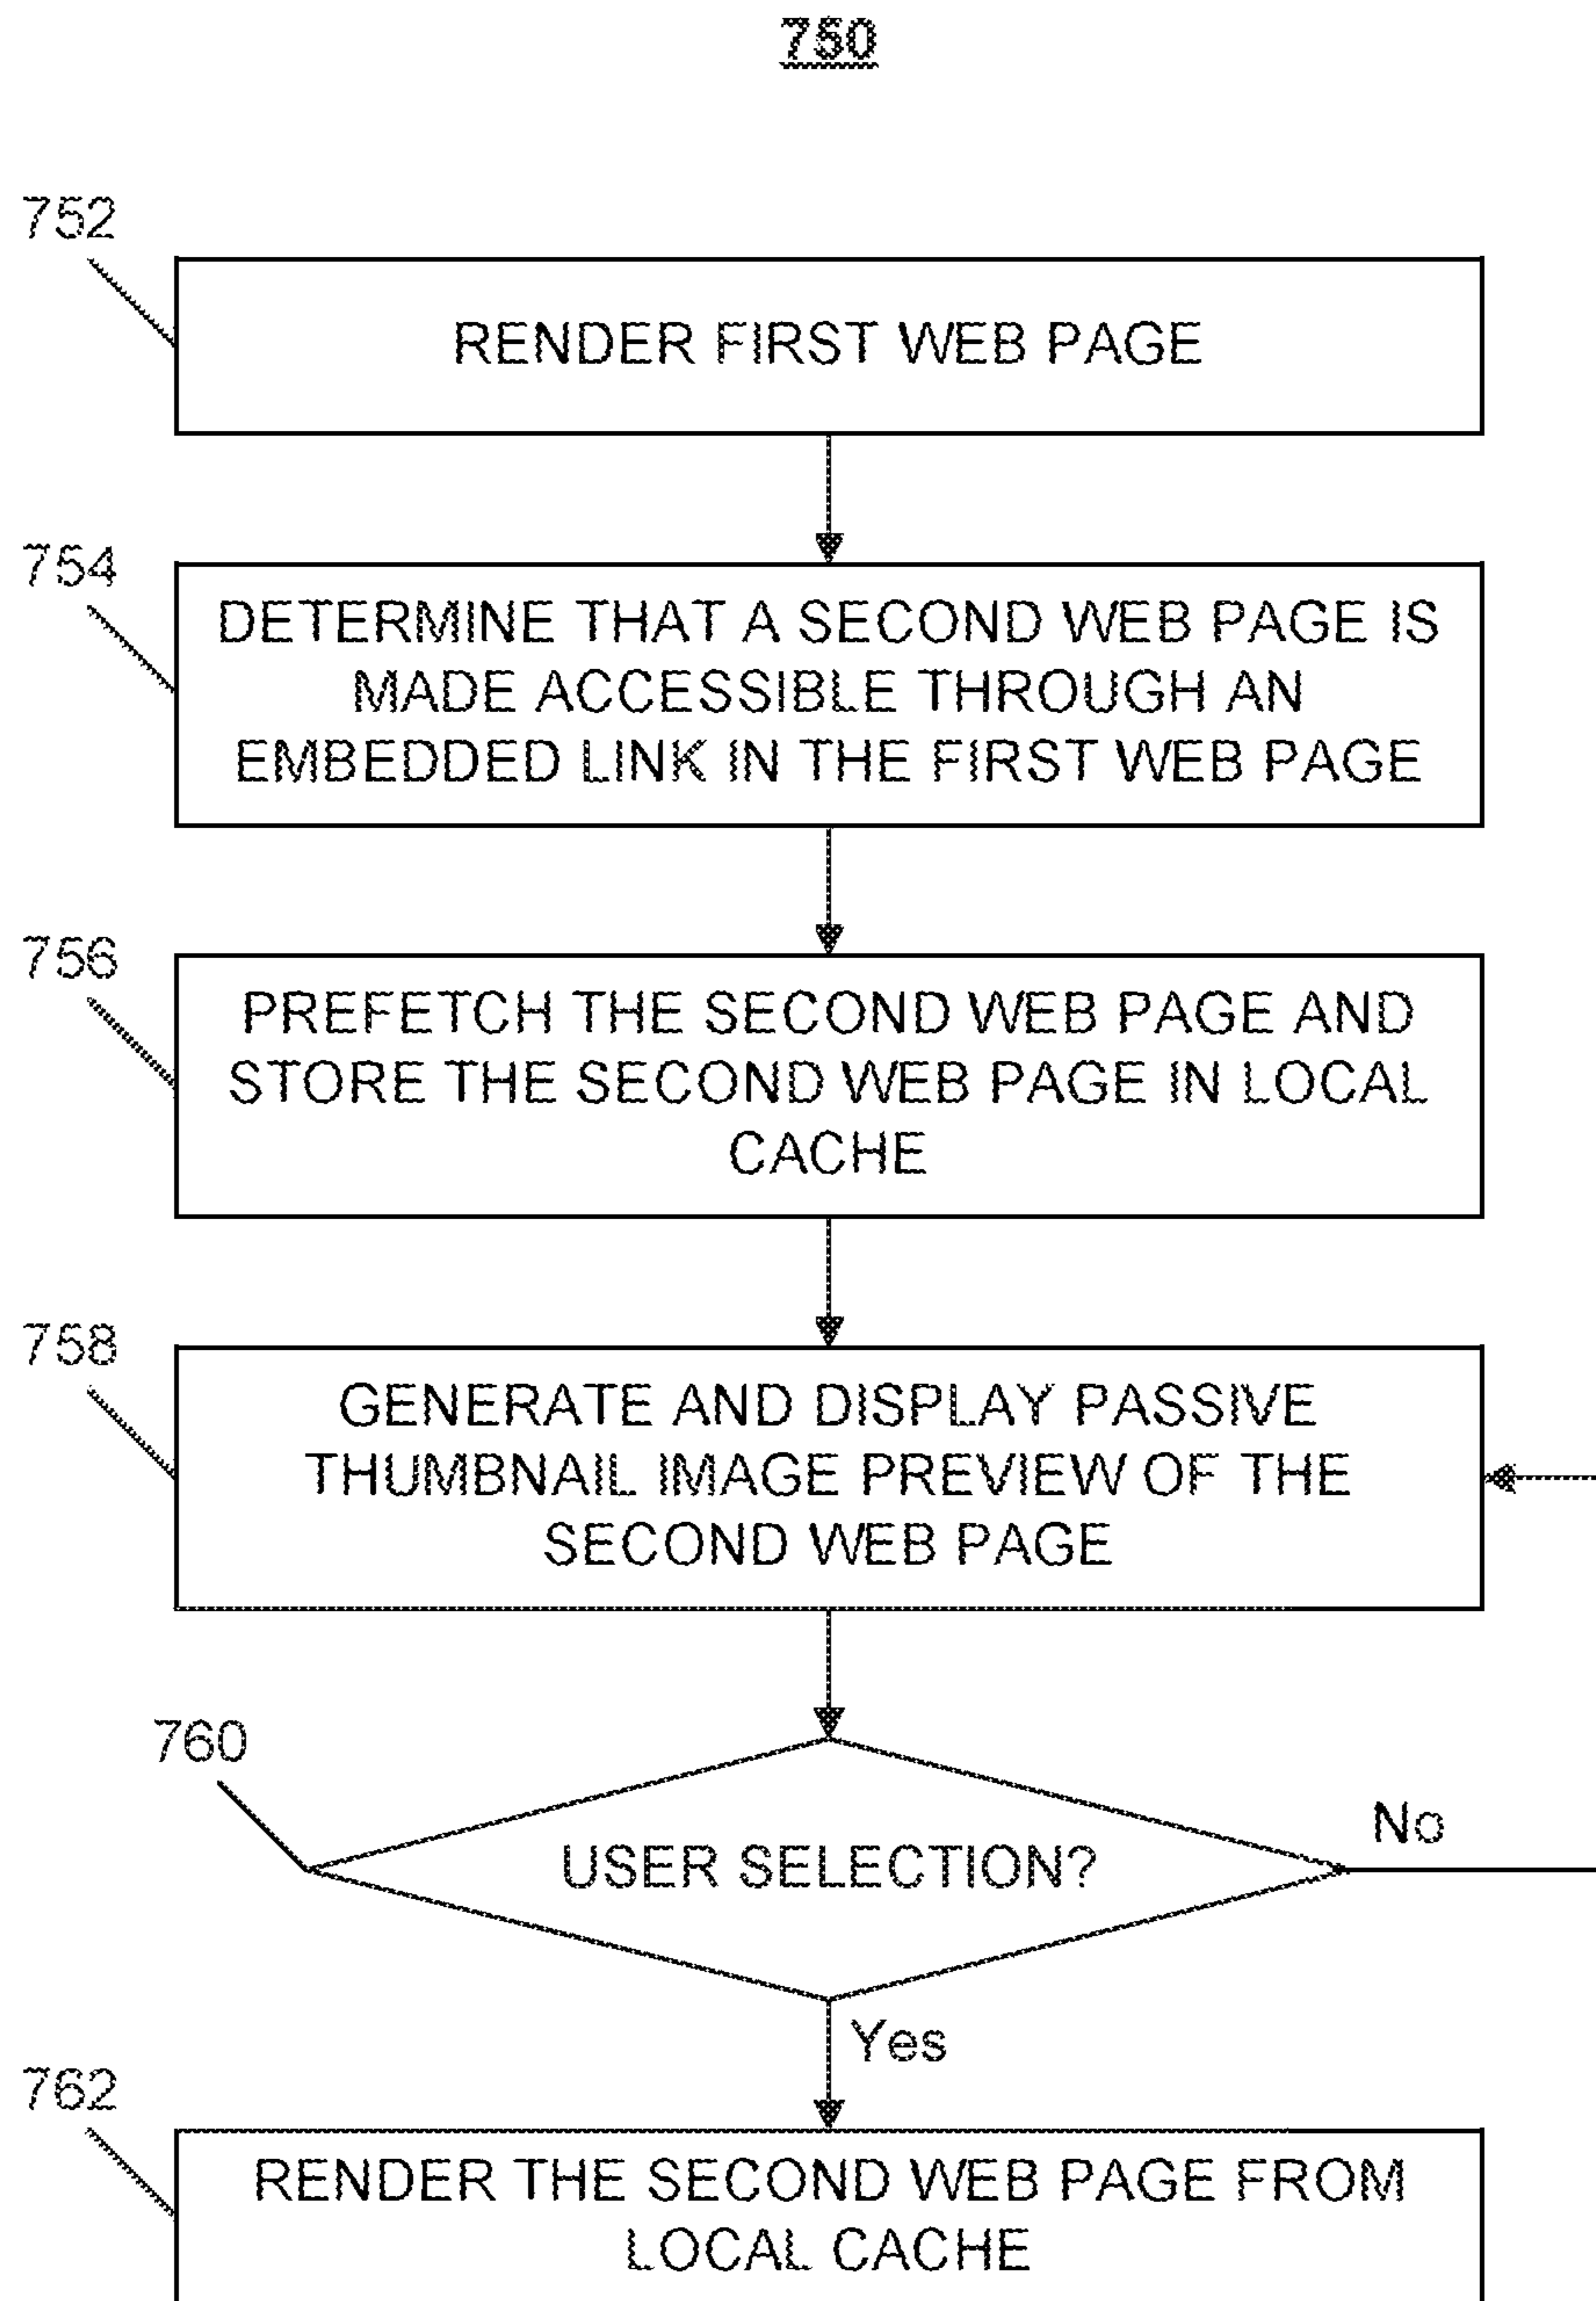 750
752
RENDER FIRST WEB PAGE
754
DETERMINE THAT A SECOND WEB PAGE IS
MADE ACCESSIBLE THROUGH AN
EMBEDDED LINK IN THE FIRST WEB PAGE
756
PREFETCH THE SECOND WEB PAGE AND
STORE THE SECOND WEB PAGE IN LOCAL
CACHE
758
GENERATE AND DISPLAY PASSIVE
THUMBNAIL IMAGE PREVIEW OF THE
SECOND WEB PAGE
760
USER SELECTION?
No
Yes
762
RENDER THE SECOND WEB PAGE FROM
LOCAL CACHE